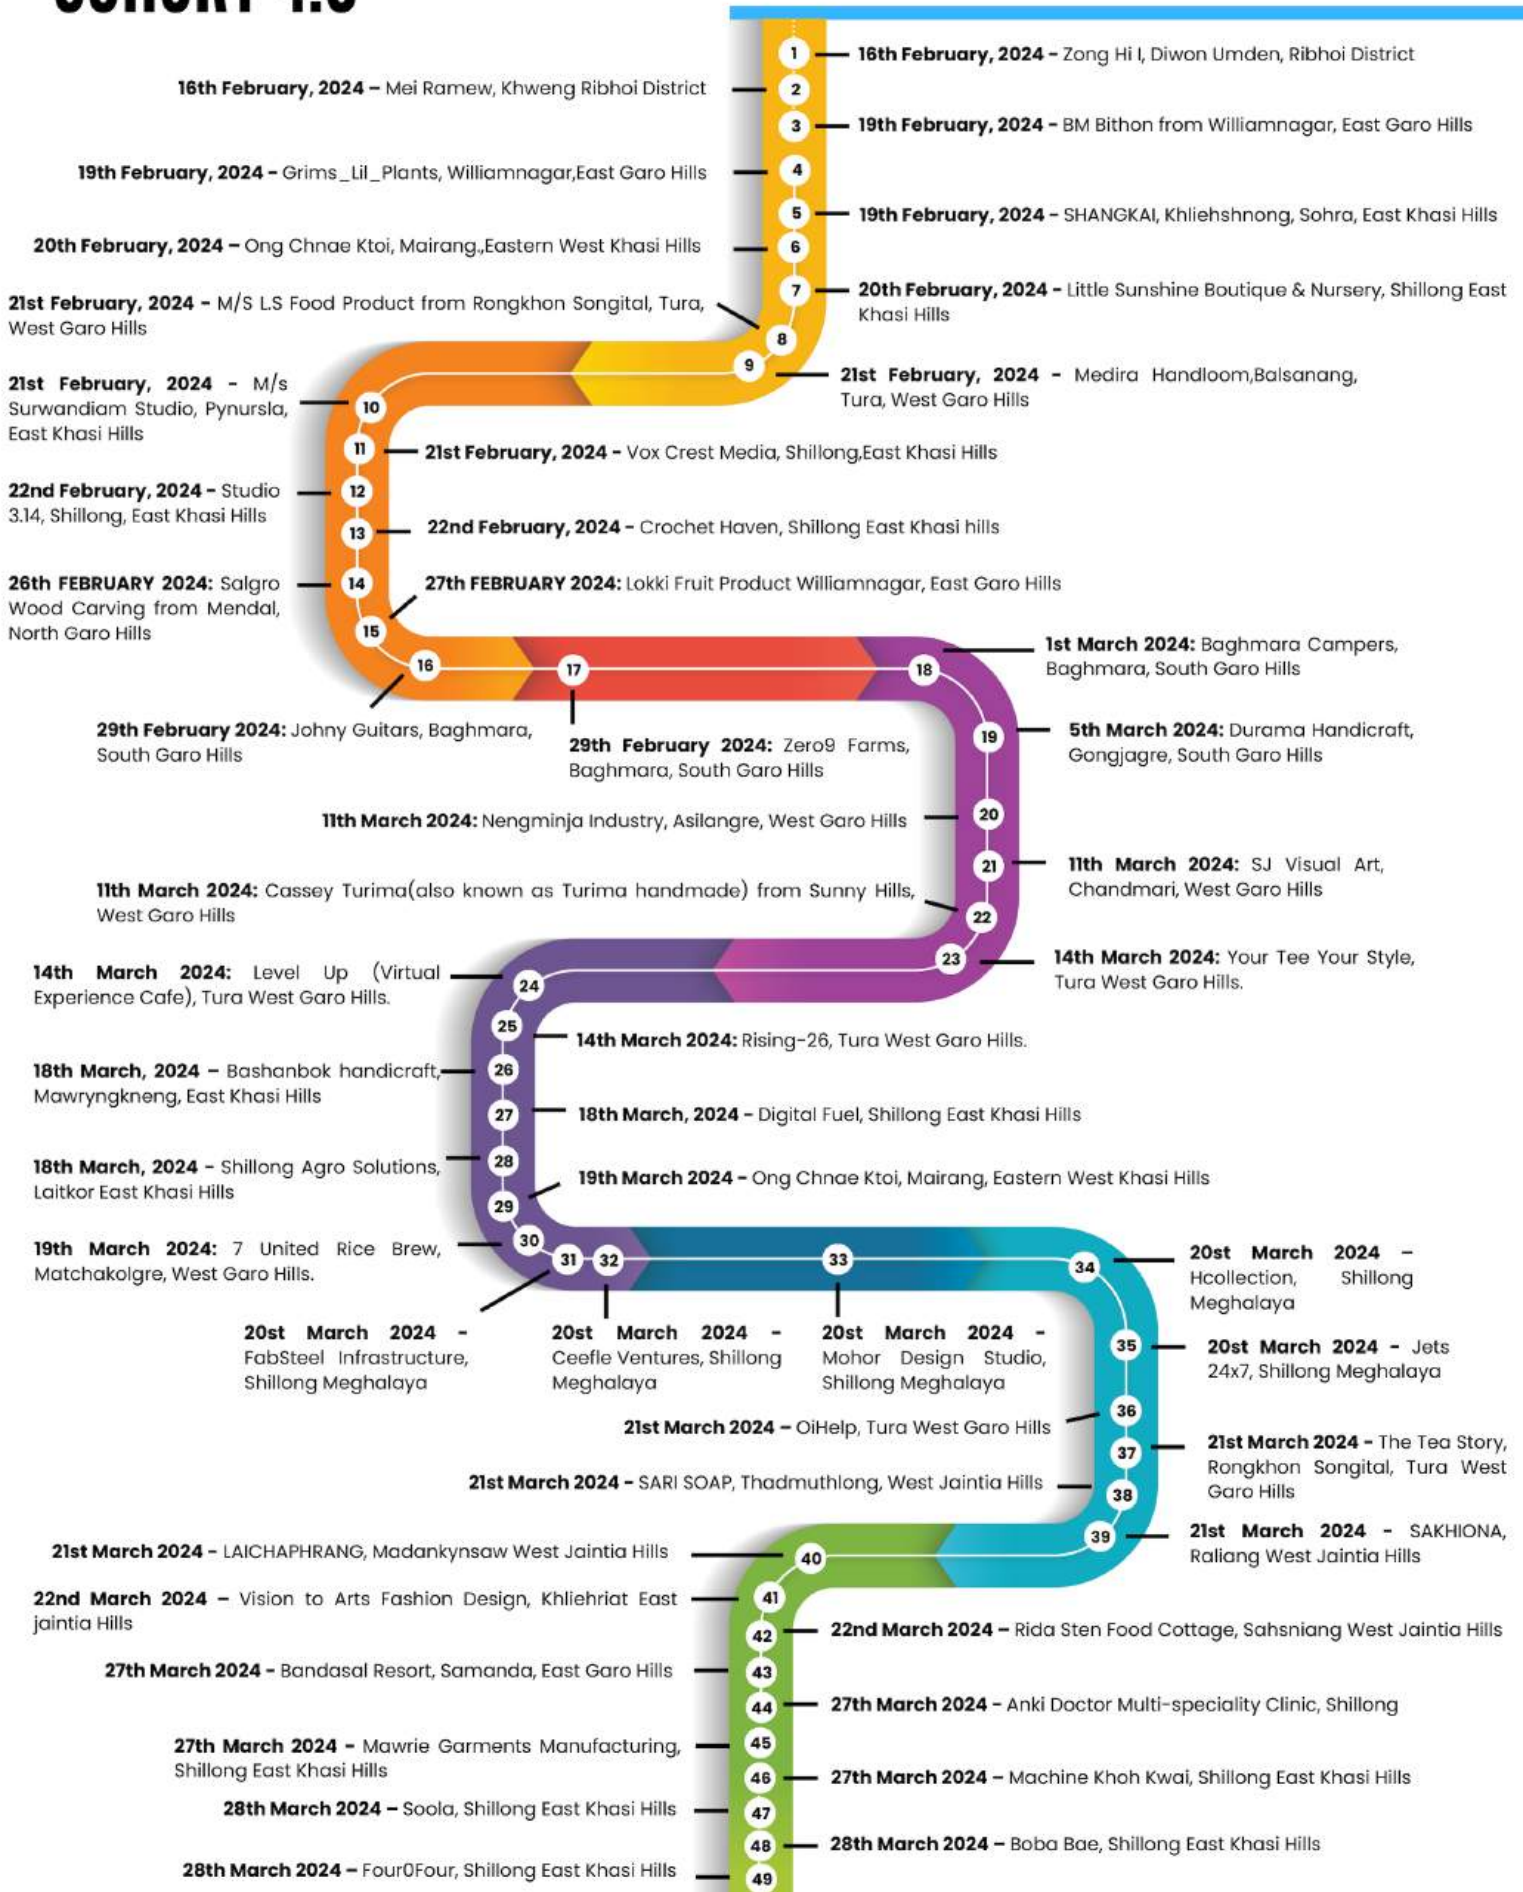 COHORT 4.0
1
16th February, 2024 - Zong Hi I, Diwon Umden, Ribhoi District
16th February, 2024 – Mei Ramew, Khweng Ribhoi District
2
3
19th February, 2024 - BM Bithon from Williamnagar, East Garo Hills
19th February, 2024 - Grims_Lil_Plants, Williamnagar,East Garo Hills
4
5
19th February, 2024 - SHANGKAI, Khliehshnong, Sohra, East Khasi Hills
20th February, 2024 – Ong Chnae Ktoi, Mairang.,Eastern West Khasi Hills
6
7
20th February, 2024 - Little Sunshine Boutique & Nursery, Shillong East
Khasi Hills
21st February, 2024 - M/S L.S Food Product from Rongkhon Songital, Tura,
West Garo Hills
8
9
21st February, 2024 - Medira Handloom,Balsanang,
Tura, West Garo Hills
21st February, 2024 - M/s
Surwandiam Studio, Pynursla,
East Khasi Hills
10
11
21st February, 2024 - Vox Crest Media, Shillong,East Khasi Hills
22nd February, 2024 - Studio
3.14, Shillong, East Khasi Hills
12
13
22nd February, 2024 - Crochet Haven, Shillong East Khasi hills
26th FEBRUARY 2024: Salgro
Wood Carving from Mendal,
North Garo Hills
14
27th FEBRUARY 2024: Lokki Fruit Product Williamnagar, East Garo Hills
15
16
29th February 2024: Johny Guitars, Baghmara,
South Garo Hills
17
29th February 2024: Zero9 Farms,
Baghmara, South Garo Hills
18
1st March 2024: Baghmara Campers,
Baghmara, South Garo Hills
19
5th March 2024: Durama Handicraft,
Gongjagre, South Garo Hills
11th March 2024: Nengminja Industry, Asilangre, West Garo Hills
20
21
11th March 2024: SJ Visual Art,
Chandmari, West Garo Hills
11th March 2024: Cassey Turima(also known as Turima handmade) from Sunny Hills,
West Garo Hills
22
23
14th March 2024: Your Tee Your Style,
Tura West Garo Hills.
14th March 2024: Level Up (Virtual
Experience Cafe), Tura West Garo Hills.
24
25
14th March 2024: Rising-26, Tura West Garo Hills.
18th March, 2024 – Bashanbok handicraft,
Mawryngkneng, East Khasi Hills
26
27
18th March, 2024 - Digital Fuel, Shillong East Khasi Hills
18th March, 2024 - Shillong Agro Solutions,
Laitkor East Khasi Hills
28
19th March 2024 - Ong Chnae Ktoi, Mairang, Eastern West Khasi Hills
29
19th March 2024: 7 United Rice Brew,
Matchakolgre, West Garo Hills.
30
31
20st March 2024 -
FabSteel Infrastructure,
Shillong Meghalaya
32
20st March 2024 -
Ceefle Ventures, Shillong
Meghalaya
33
20st March 2024 -
Mohor Design Studio,
Shillong Meghalaya
34
20st March 2024 –
Hcollection, Shillong
Meghalaya
35
20st March 2024 - Jets
24x7, Shillong Meghalaya
21st March 2024 – OiHelp, Tura West Garo Hills
36
37
21st March 2024 - The Tea Story,
Rongkhon Songital, Tura West
Garo Hills
21st March 2024 - SARI SOAP, Thadmuthlong, West Jaintia Hills
38
39
21st March 2024 - SAKHIONA,
Raliang West Jaintia Hills
21st March 2024 - LAICHAPHRANG, Madankynsaw West Jaintia Hills
40
22nd March 2024 – Vision to Arts Fashion Design, Khliehriat East
jaintia Hills
41
42
22nd March 2024 – Rida Sten Food Cottage, Sahsniang West Jaintia Hills
27th March 2024 - Bandasal Resort, Samanda, East Garo Hills
43
44
27th March 2024 - Anki Doctor Multi-speciality Clinic, Shillong
27th March 2024 - Mawrie Garments Manufacturing,
Shillong East Khasi Hills
45
46
27th March 2024 – Machine Khoh Kwai, Shillong East Khasi Hills
28th March 2024 – Soola, Shillong East Khasi Hills
47
48
28th March 2024 – Boba Bae, Shillong East Khasi Hills
28th March 2024 – Four0Four, Shillong East Khasi Hills
49